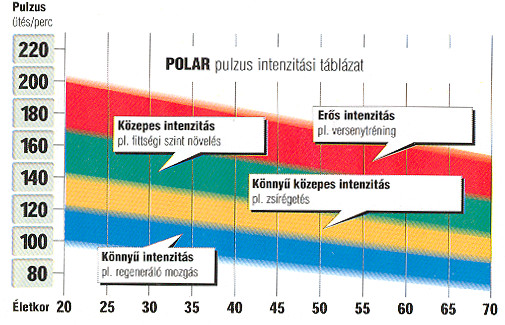 Pulzus
ütés/perc
POLAR pulzus intenzitási táblázat
220
200
180
160
140
120
100
80
Erős intenzitás
pl. versenytréning
Közepes intenzitás
pl. fittségi szint növelés
Könnyű közepes intenzitás
pl. zsírégetés
Könnyű intenzitás
pl. regeneráló mozgás
Életkor 20 25 31 35 40 45 50 55 60 65 70